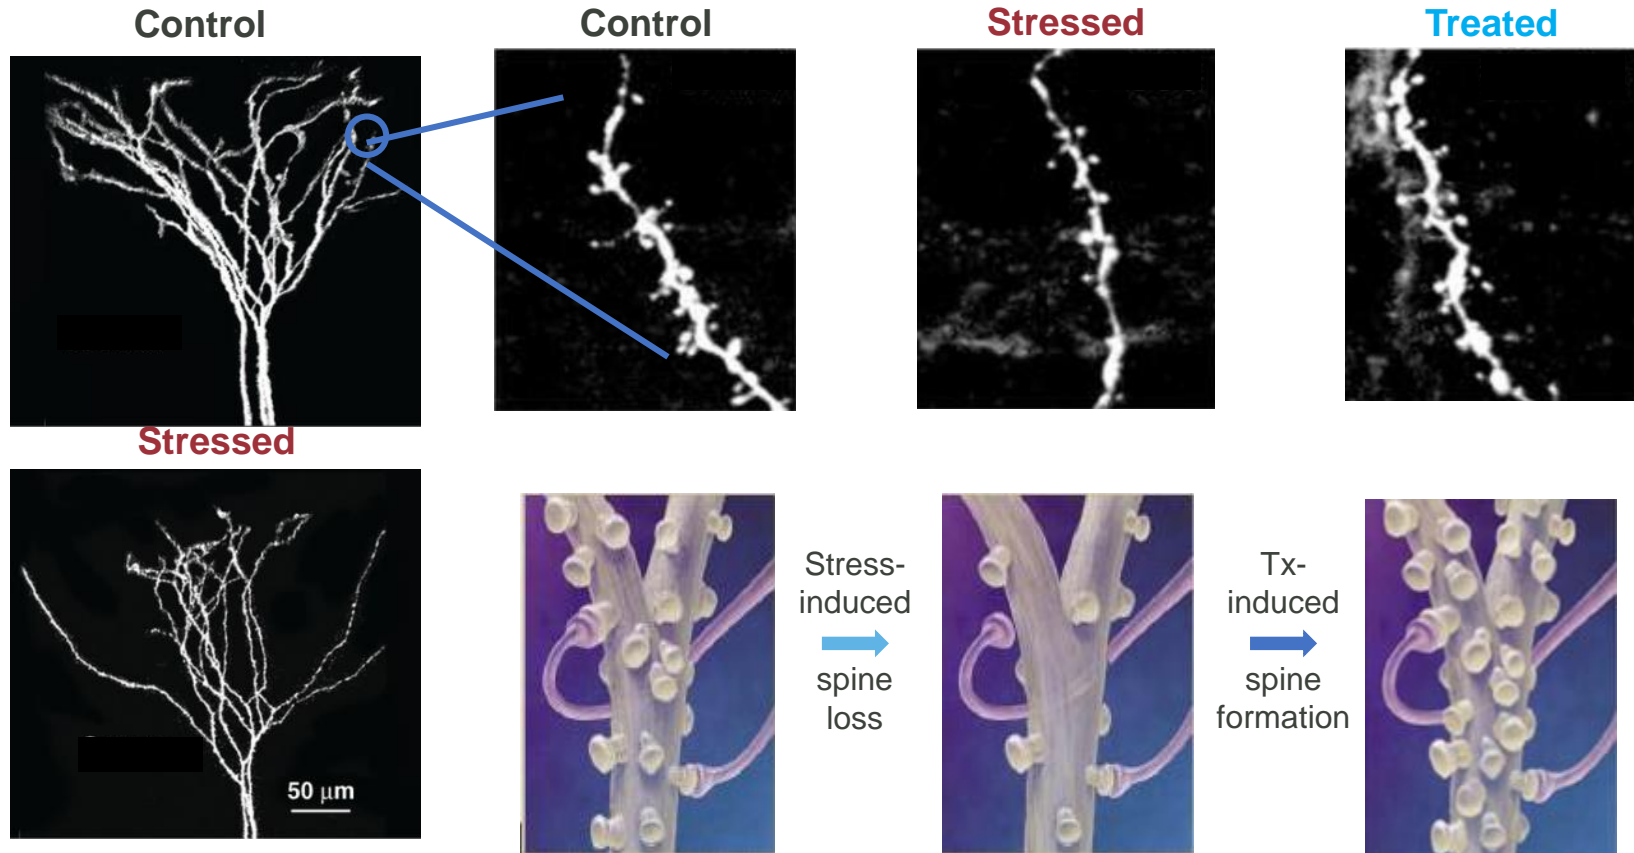 Control
Control
Stressed
Treated
Stressed
50 μm
Stress-
induced
spine
loss
Tx-
induced
spine
formation